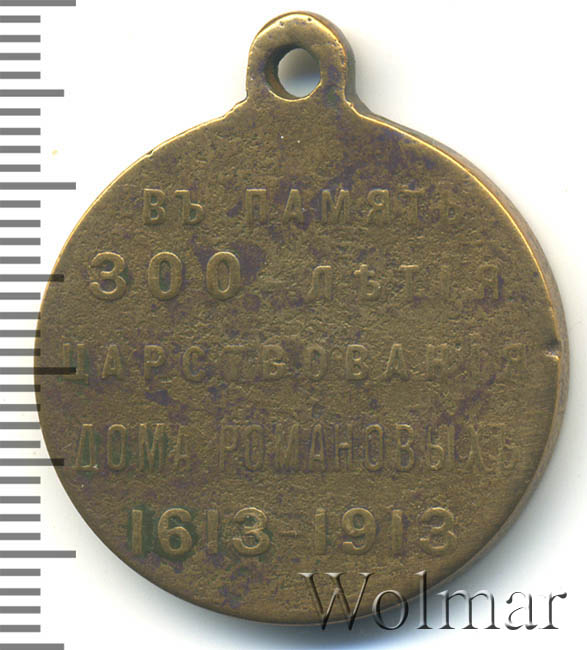 ВЪ ПАМЯТЬ
300-ЛѢТІЯ
ЦАРСТВОВАНІЯ
ДОМА РОМАНОВЫХЪ
1613-1913
Wolmar